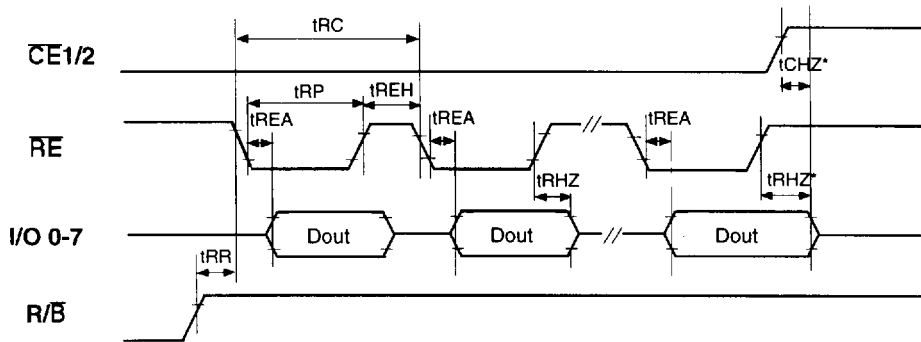 tRC
CE1/2
tCHZ*
tRP
tREH
tREA
tREA
tREA
RE
tRHZ
tRHZ*
I/O 0-7
Dout
Dout
Dout
tRR
R/B